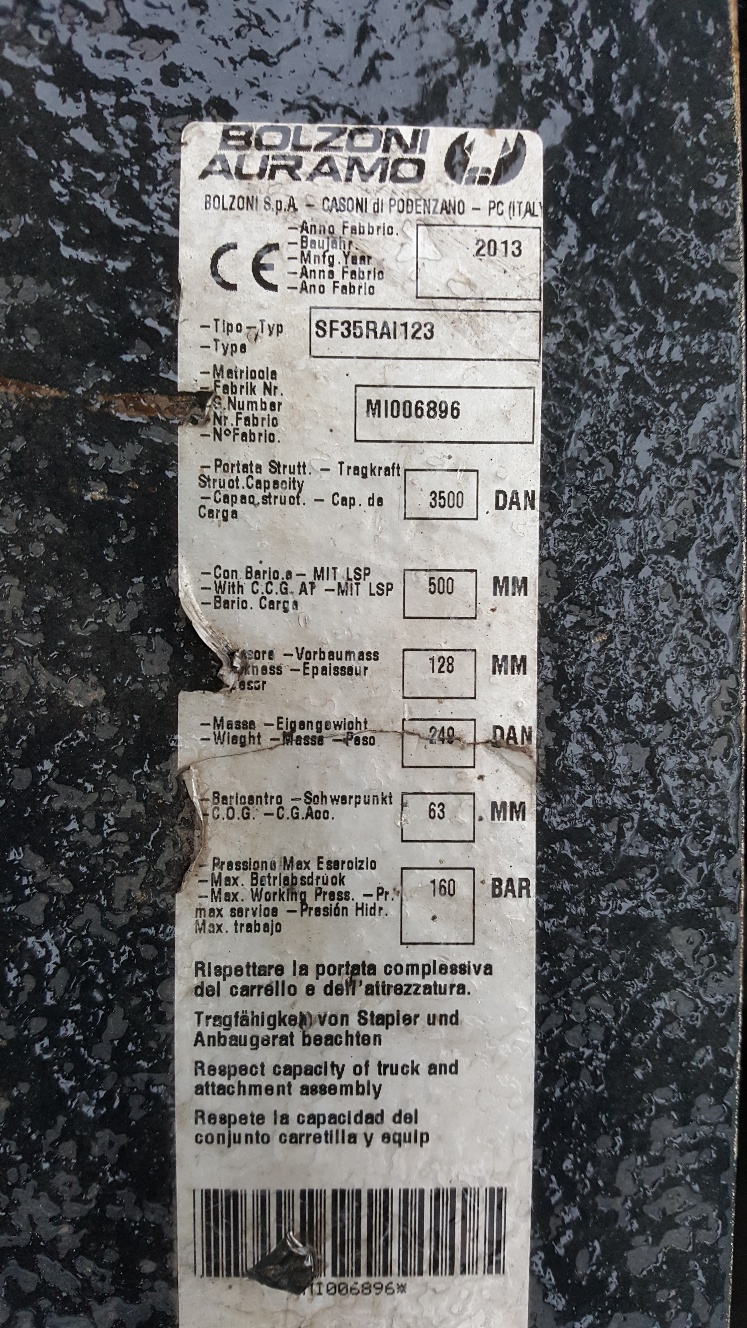 BOLZONI
AURAMO
BOLZONI S.p.A. - CASONI di PODENZANO - PC (ITALY
CE
-Anno Fabbric.
-Baujahr.
-Mnfg.Year
-Anne Fabric
-Ano Fabric
2013
-Tipo-Typ
-Type
SF35RAI123
-Matricola
-Fabrik Nr.
-S.Number
-Nr.Fabric
-N°Fabric.
MI006896
-Portata Strutt. - Tragkraft
Struct.Capacity
-Capac.struct. - Cap. de
Carga
3500 DAN
-Con Baric.a- MIT LSP
-With C.C.G. AT -MIT LSP
-Baric. Carga
500 MM
-Vorbaumass
-Epaisseur
128 MM
-Massa -Eigengewicht
-Wieght -Masse -Peso
249 DAN
-Baricentro -Schwerpunkt
-C.O.G. -C.G.Acc.
63 MM
-Pressione Max Esercizio
-Max. Betriebsdruck
-Max. Working Press. -Pr.
max service -Presión Hidr.
Max. trabajo
160 BAR
Rispettare la portata complessiva
del carrello e dell'attrezzatura.
Tragfähigkeit von Stapler und
Anbaugerat beachten
Respect capacity of truck and
attachment assembly
Respete la capacidad del
conjunto carretilla y equip
MI006896*